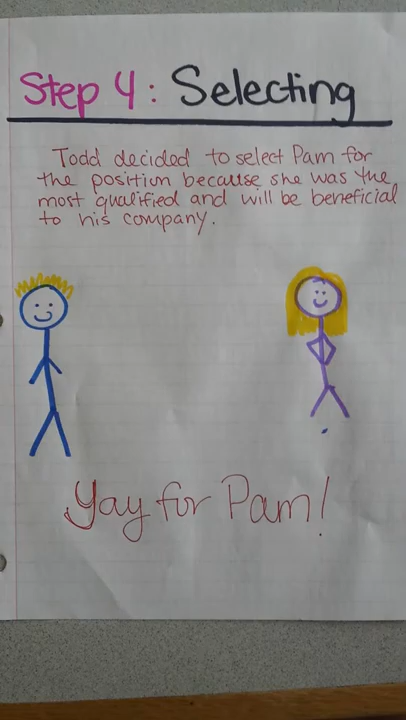 Step 4: Selecting
Todd decided to select Pam for
the position because she was the
most qualified and will be beneficial
to his company.
Yay for Pam!